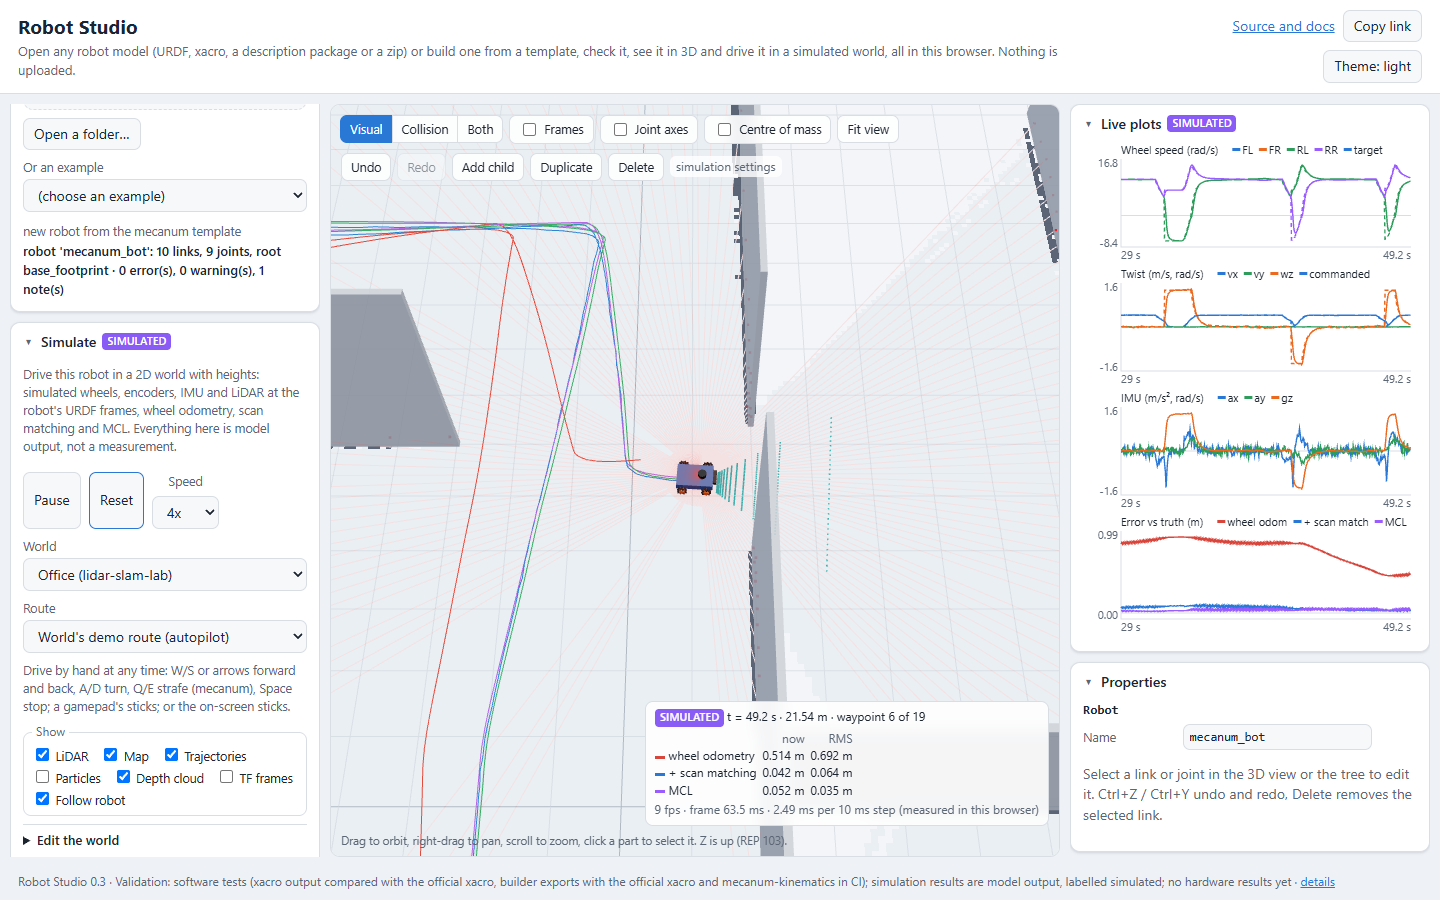 Robot Studio
Open any robot model (URDF, xacro, a description package or a zip) or build one from a template, check it, see it in 3D and drive it in a simulated world, all in this browser. Nothing is
uploaded.
Source and docs
Copy link
Theme: light
Open a folder...
Or an example
(choose an example)
new robot from the mecanum template
robot 'mecanum_bot': 10 links, 9 joints, root
base_footprint · 0 error(s), 0 warning(s), 1
note(s)
Simulate SIMULATED
Drive this robot in a 2D world with heights:
simulated wheels, encoders, IMU and LiDAR at the
robot's URDF frames, wheel odometry, scan
matching and MCL. Everything here is model
output, not a measurement.
Pause
Reset
Speed
4x
World
Office (lidar-slam-lab)
Route
World's demo route (autopilot)
Drive by hand at any time: W/S or arrows forward
and back, A/D turn, Q/E strafe (mecanum), Space
stop; a gamepad's sticks; or the on-screen sticks.
Show
LiDAR Map Trajectories
Particles Depth cloud TF frames
Follow robot
Edit the world
Visual Collision Both Frames Joint axes Centre of mass Fit view
Undo Redo Add child Duplicate Delete simulation settings
SIMULATED t = 49.2 s · 21.54 m · waypoint 6 of 19
now RMS
wheel odometry 0.514 m 0.692 m
+ scan matching 0.042 m 0.064 m
MCL 0.052 m 0.035 m
9 fps · frame 63.5 ms · 2.49 ms per 10 ms step (measured in this browser)
Drag to orbit, right-drag to pan, scroll to zoom, click a part to select it. Z is up (REP 103).
Live plots SIMULATED
Wheel speed (rad/s) FL FR RL RR target
16.8
-8.4
29 s 49.2 s
Twist (m/s, rad/s) vx vy wz commanded
1.6
-1.6
29 s 49.2 s
IMU (m/s², rad/s) ax ay gz
1.6
-1.6
29 s 49.2 s
Error vs truth (m) wheel odom + scan match MCL
0.99
0.00
29 s 49.2 s
Properties
Robot
Name mecanum_bot
Select a link or joint in the 3D view or the tree to edit
it. Ctrl+Z / Ctrl+Y undo and redo, Delete removes the
selected link.
Robot Studio 0.3 · Validation: software tests (xacro output compared with the official xacro, builder exports with the official xacro and mecanum-kinematics in CI); simulation results are model output, labelled simulated; no hardware results yet · details